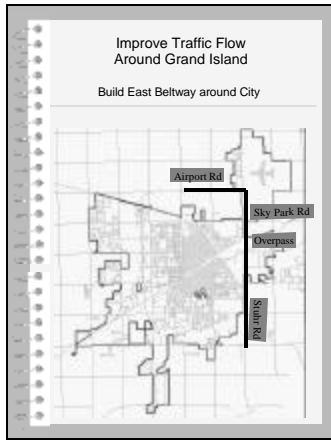 Improve Traffic Flow
Around Grand Island
Build East Beltway around City
Airport Rd
Sky Park Rd
Overpass
Stuhr Rd